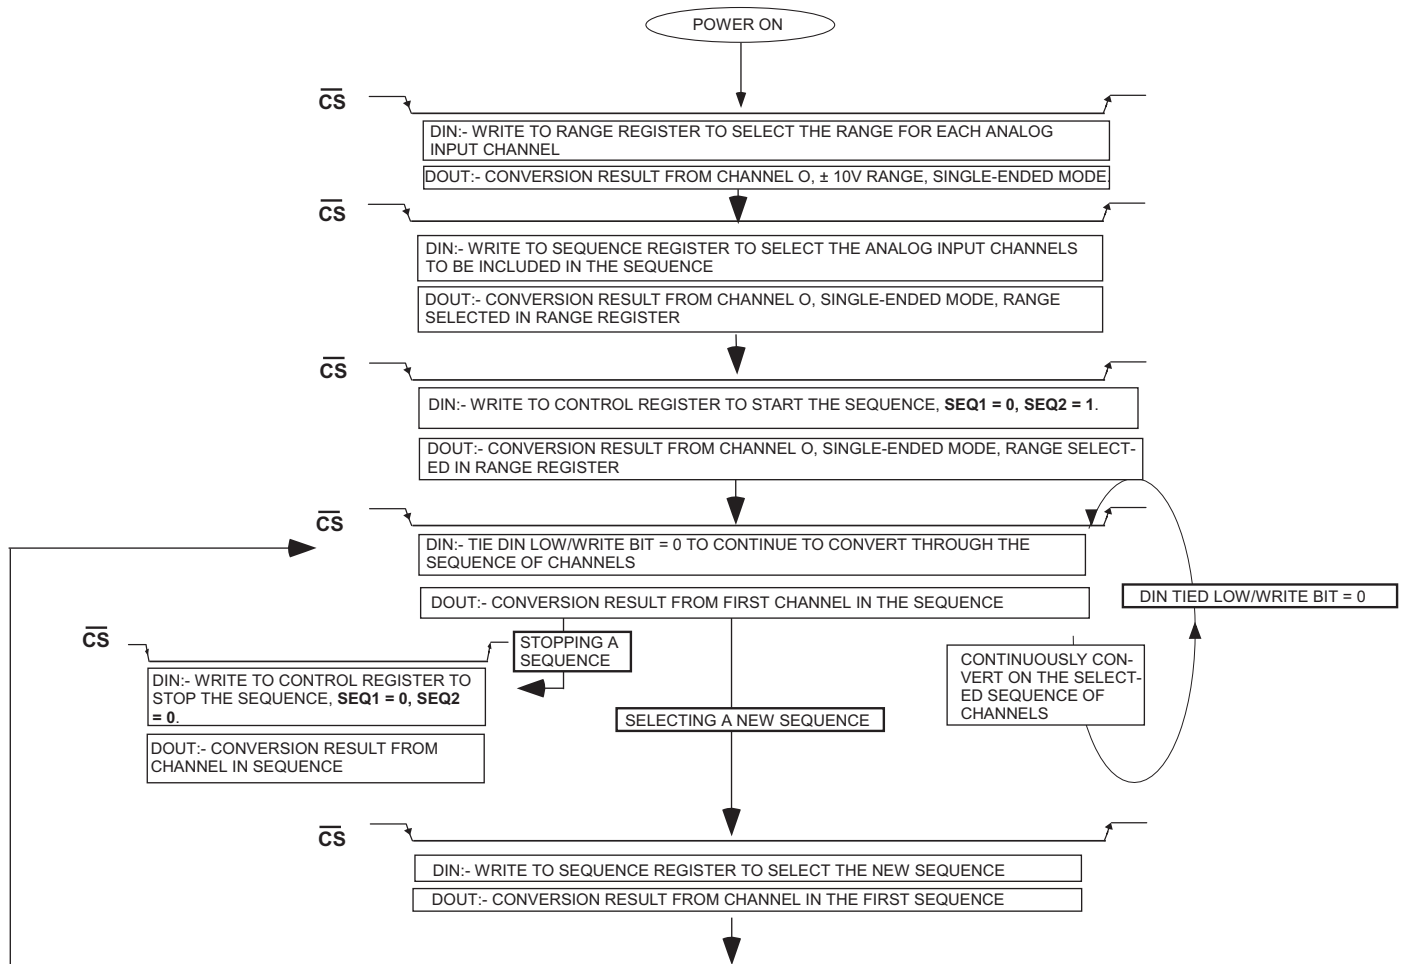 POWER ON
CS
DIN:- WRITE TO RANGE REGISTER TO SELECT THE RANGE FOR EACH ANALOG
INPUT CHANNEL
DOUT:- CONVERSION RESULT FROM CHANNEL O, ± 10V RANGE, SINGLE-ENDED MODE.
CS
DIN:- WRITE TO SEQUENCE REGISTER TO SELECT THE ANALOG INPUT CHANNELS
TO BE INCLUDED IN THE SEQUENCE
DOUT:- CONVERSION RESULT FROM CHANNEL O, SINGLE-ENDED MODE, RANGE
SELECTED IN RANGE REGISTER
CS
DIN:- WRITE TO CONTROL REGISTER TO START THE SEQUENCE, SEQ1 = 0, SEQ2 = 1.
DOUT:- CONVERSION RESULT FROM CHANNEL O, SINGLE-ENDED MODE, RANGE SELECT-
ED IN RANGE REGISTER
CS
DIN:- TIE DIN LOW/WRITE BIT = 0 TO CONTINUE TO CONVERT THROUGH THE
SEQUENCE OF CHANNELS
DOUT:- CONVERSION RESULT FROM FIRST CHANNEL IN THE SEQUENCE
DIN TIED LOW/WRITE BIT = 0
CONTINUOUSLY CON-
VERT ON THE SELECT-
ED SEQUENCE OF
CHANNELS
STOPPING A
SEQUENCE
CS
DIN:- WRITE TO CONTROL REGISTER TO
STOP THE SEQUENCE, SEQ1 = 0, SEQ2
= 0.
DOUT:- CONVERSION RESULT FROM
CHANNEL IN SEQUENCE
SELECTING A NEW SEQUENCE
CS
DIN:- WRITE TO SEQUENCE REGISTER TO SELECT THE NEW SEQUENCE
DOUT:- CONVERSION RESULT FROM CHANNEL IN THE FIRST SEQUENCE